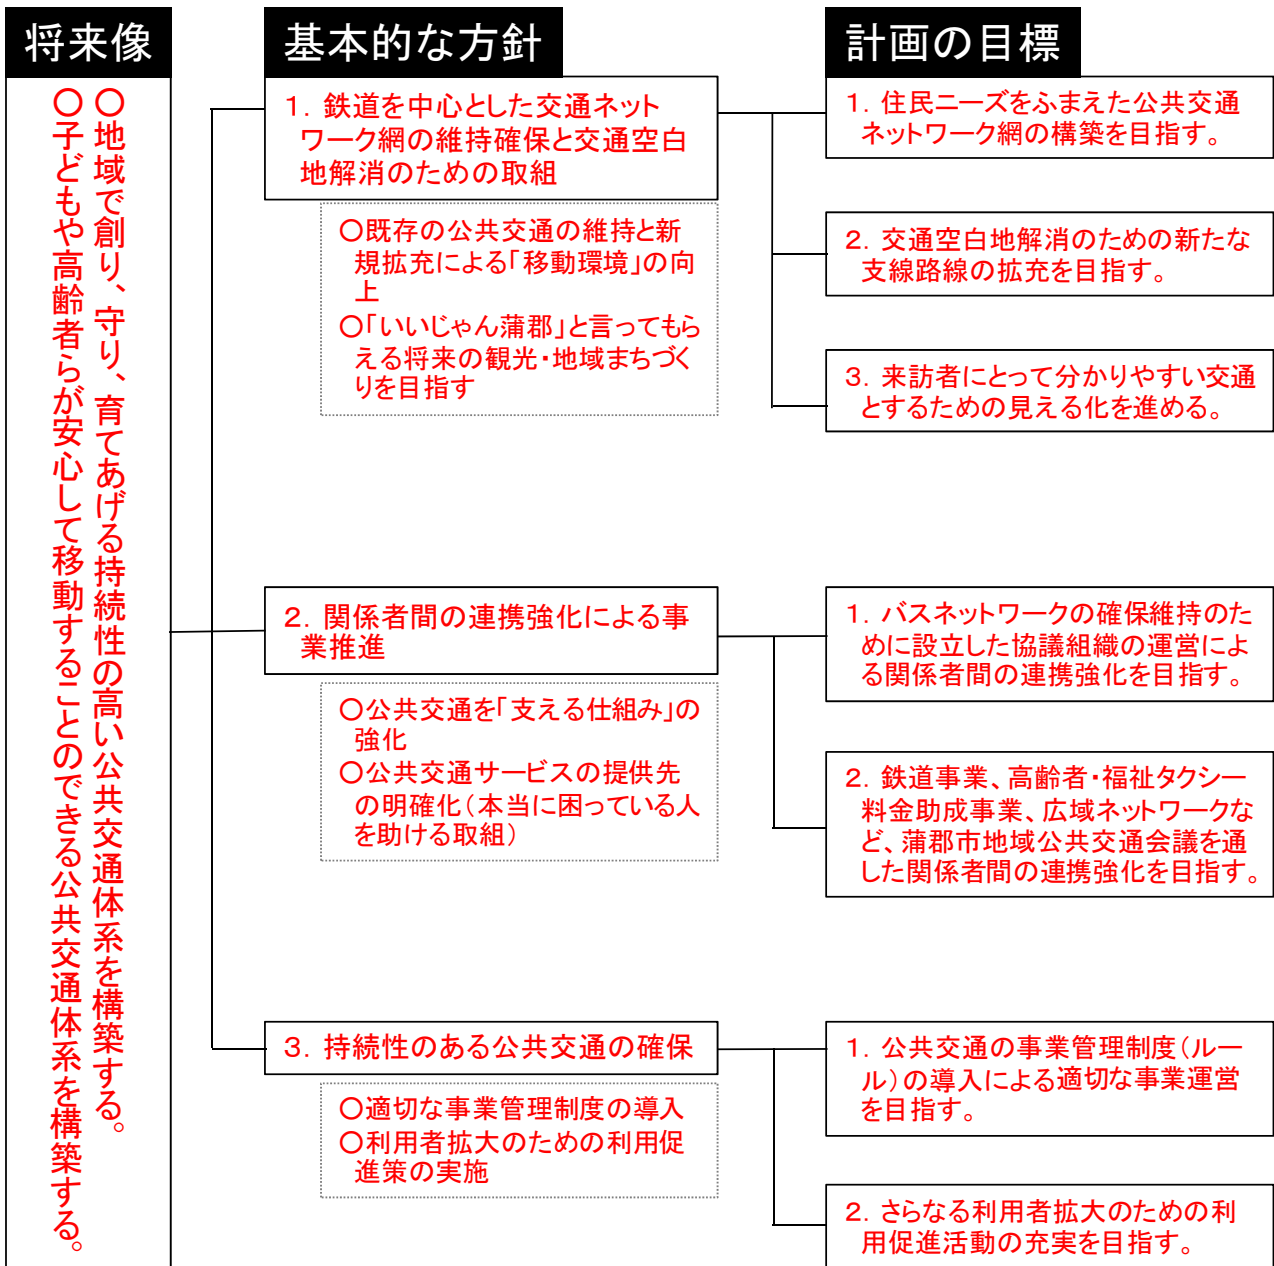 将来像
○地域で創り、守り、育てあげる持続性の高い公共交通体系を構築する。
○子どもや高齢者らが安心して移動することのできる公共交通体系を構築する。
基本的な方針
1．鉄道を中心とした交通ネット
ワーク網の維持確保と交通空白
地解消のための取組
○既存の公共交通の維持と新
規拡充による「移動環境」の向
上
○「いいじゃん蒲郡」と言ってもら
える将来の観光・地域まちづく
りを目指す
2．関係者間の連携強化による事
業推進
○公共交通を「支える仕組み」の
強化
○公共交通サービスの提供先
の明確化（本当に困っている人
を助ける取組）
3．持続性のある公共交通の確保
○適切な事業管理制度の導入
○利用者拡大のための利用促
進策の実施
計画の目標
1．住民ニーズをふまえた公共交通
ネットワーク網の構築を目指す。
2．交通空白地解消のための新たな
支線路線の拡充を目指す。
3．来訪者にとって分かりやすい交通
とするための見える化を進める。
1．バスネットワークの確保維持のた
めに設立した協議組織の運営によ
る関係者間の連携強化を目指す。
2．鉄道事業、高齢者・福祉タクシー
料金助成事業、広域ネットワークな
ど、蒲郡市地域公共交通会議を通
した関係者間の連携強化を目指す。
1．公共交通の事業管理制度（ルー
ル）の導入による適切な事業運営
を目指す。
2．さらなる利用者拡大のための利
用促進活動の充実を目指す。